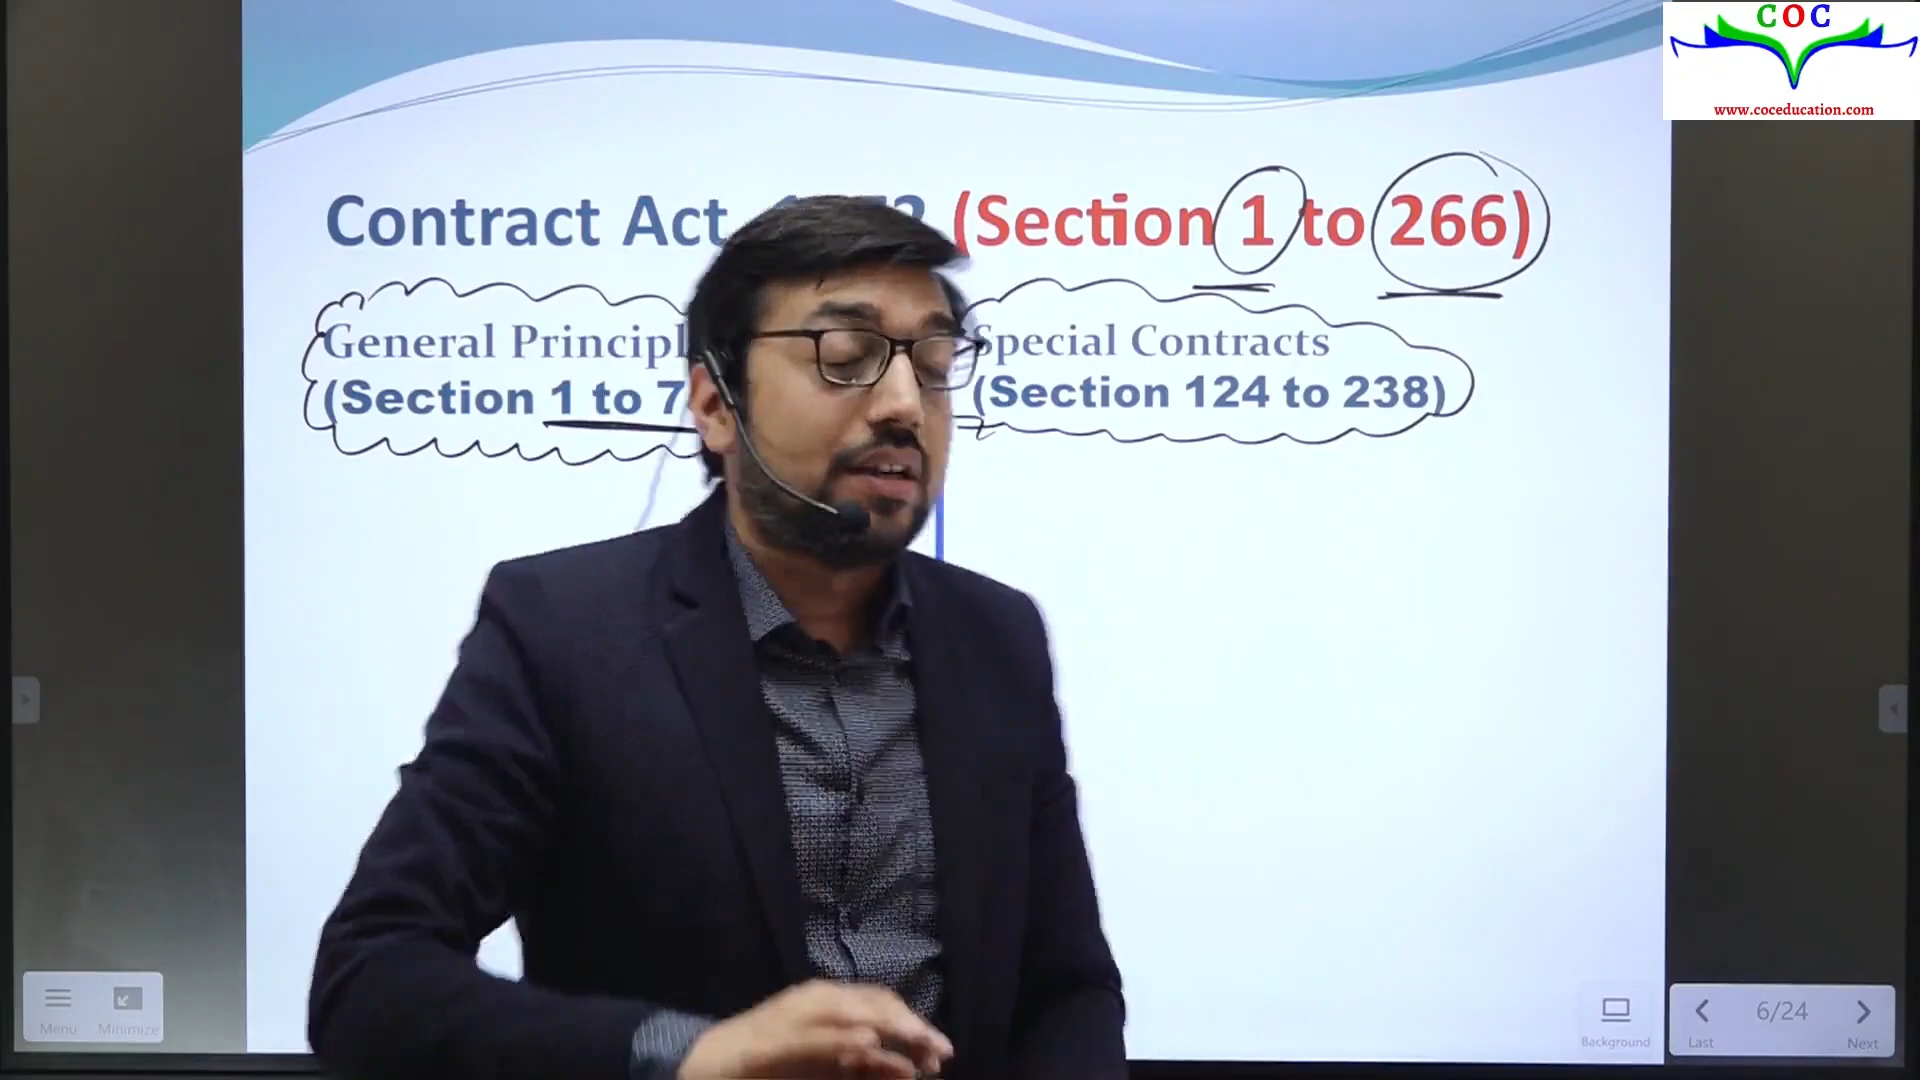 COC
www.coceducation.com
Contract Act, (Section 1 to 266)
General Principl
(Section 1 to 7
Special Contracts
(Section 124 to 238)
Menu
Minimize
Background
6/24
Last
Next